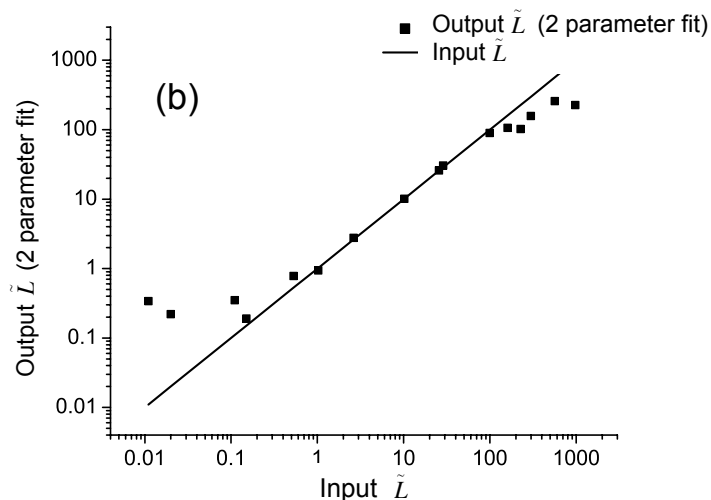 Output L̃ (2 parameter fit)
Input L̃
(b)
Output L̃ (2 parameter fit)
1000
100
10
1
0.1
0.01
0.01 0.1 1 10 100 1000
Input L̃